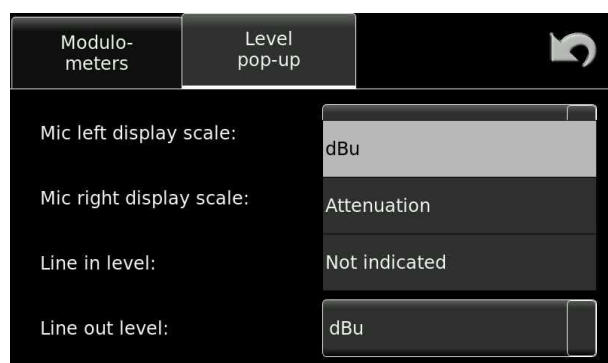 Modulo-
meters
Level
pop-up
Mic left display scale:
dBu
Mic right display scale:
Attenuation
Line in level:
Not indicated
Line out level:
dBu